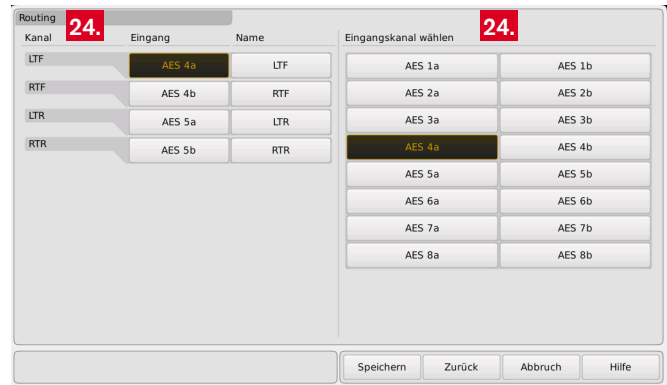 Routing
24.
24.
Kanal Eingang Name
Eingangskanal wählen
LTF AES 4a LTF
RTF AES 4b RTF
LTR AES 5a LTR
RTR AES 5b RTR
AES 1a AES 1b
AES 2a AES 2b
AES 3a AES 3b
AES 4a AES 4b
AES 5a AES 5b
AES 6a AES 6b
AES 7a AES 7b
AES 8a AES 8b
Speichern Zurück Abbruch Hilfe